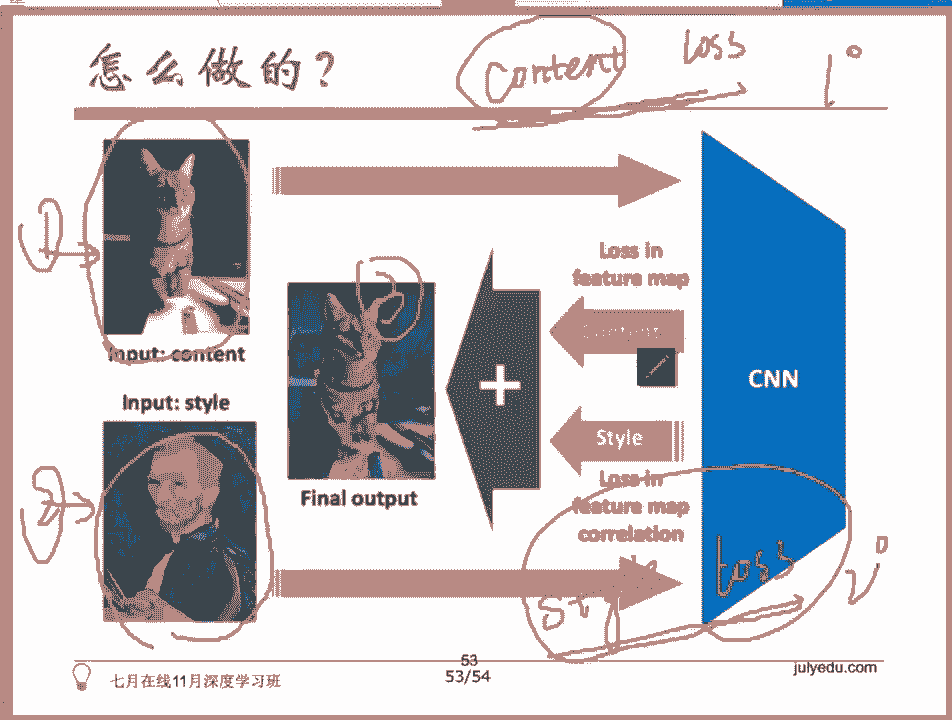 怎么做的?
Content Loss 1°
①
Input: content
Input: style
②
Final output
Loss in
feature map
CNN
Style
Loss in
feature map
correlation
Loss 2°
七月在线11月深度学习班
53
53/54
julyedu.com